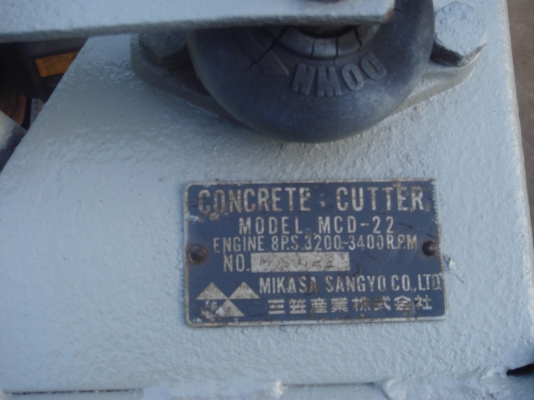 DOWN
CONCRETE CUTTER
MODEL MCD-22
ENGINE 8P.S. 3200-3400R.P.M
NO.
MIKASA SANGYO CO.,LTD.
三笠産業株式会社